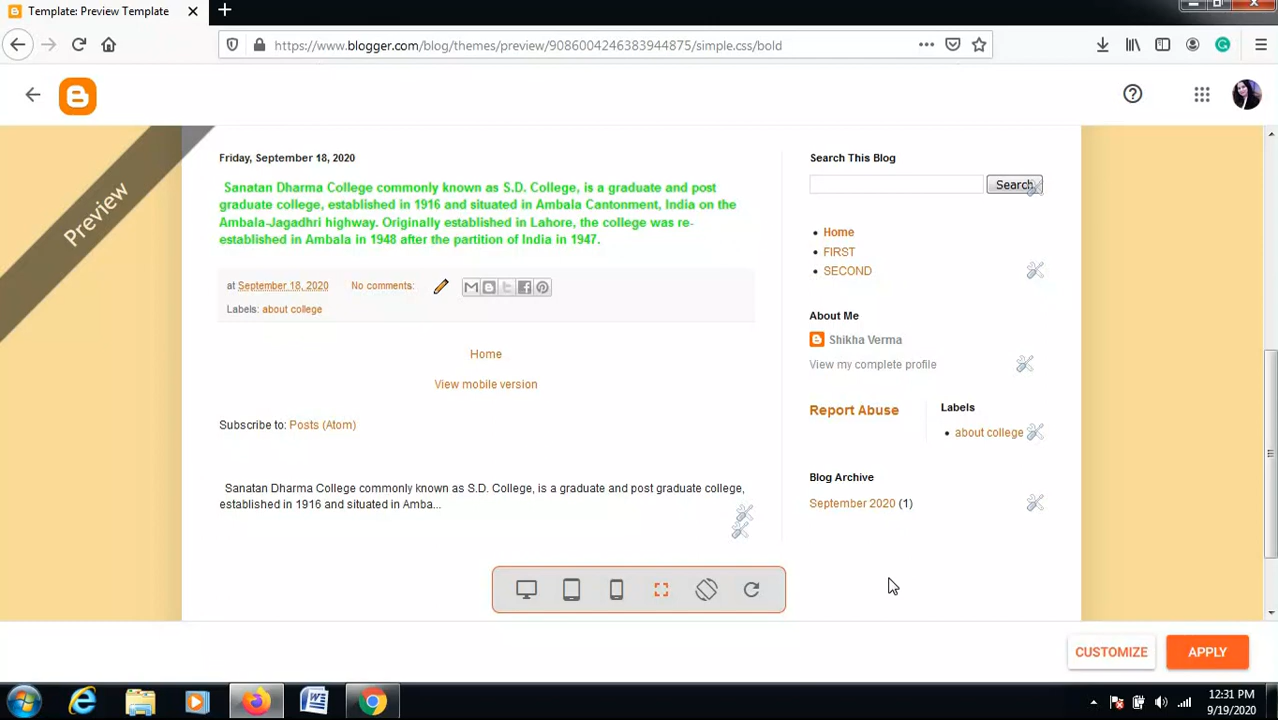 Template: Preview Template
https://www.blogger.com/blog/themes/preview/9086004246383944875/simple.css/bold
Preview
Friday, September 18, 2020
Sanatan Dharma College commonly known as S.D. College, is a graduate and post
graduate college, established in 1916 and situated in Ambala Cantonment, India on the
Ambala-Jagadhri highway. Originally established in Lahore, the college was re-
established in Ambala in 1948 after the partition of India in 1947.
at September 18, 2020 No comments:
Labels: about college
Home
View mobile version
Subscribe to: Posts (Atom)
Sanatan Dharma College commonly known as S.D. College, is a graduate and post graduate college,
established in 1916 and situated in Amba...
Search This Blog
Search
Home
FIRST
SECOND
About Me
Shikha Verma
View my complete profile
Report Abuse
Labels
about college
Blog Archive
September 2020 (1)
CUSTOMIZE
APPLY
12:31 PM
9/19/2020